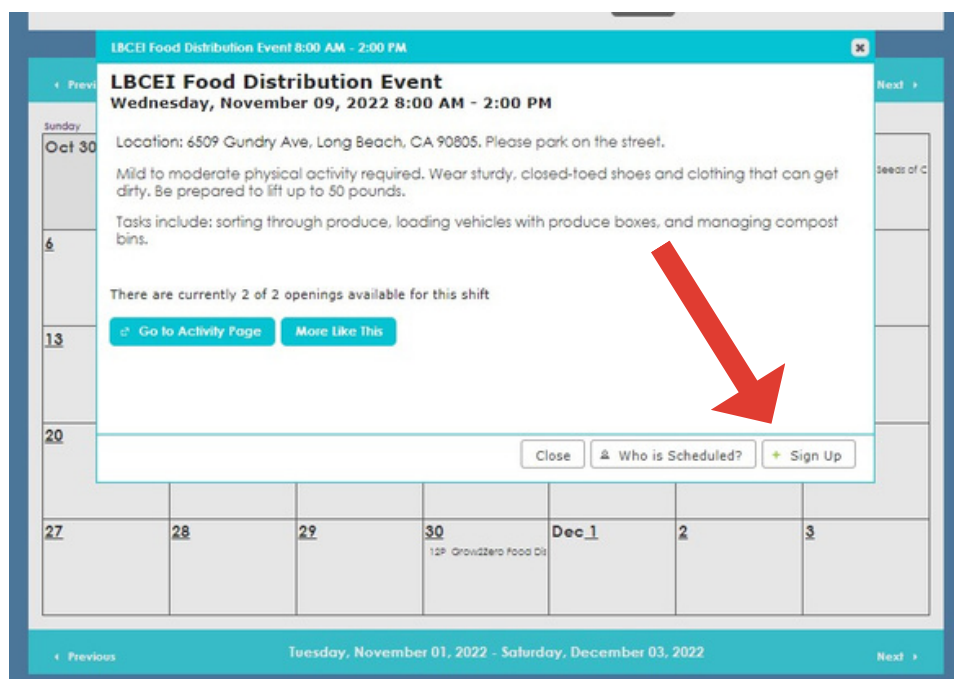 LBCEI Food Distribution Event 8:00 AM - 2:00 PM
LBCEI Food Distribution Event
Wednesday, November 09, 2022 8:00 AM - 2:00 PM
Location: 6509 Gundry Ave, Long Beach, CA 90805. Please park on the street.
Mild to moderate physical activity required. Wear sturdy, closed-toed shoes and clothing that can get
dirty. Be prepared to lift up to 50 pounds.
Tasks include: sorting through produce, loading vehicles with produce boxes, and managing compost
bins.
There are currently 2 of 2 openings available for this shift
Go to Activity Page
More Like This
Close
Who is Scheduled?
+ Sign Up
‹ Previ
Next ›
Sunday
Oct 30
Seeds of C
6
13
20
27
28
29
30
12P Grow2Zero Food Dis
Dec 1
2
3
‹ Previous
Tuesday, November 01, 2022 - Saturday, December 03, 2022
Next ›